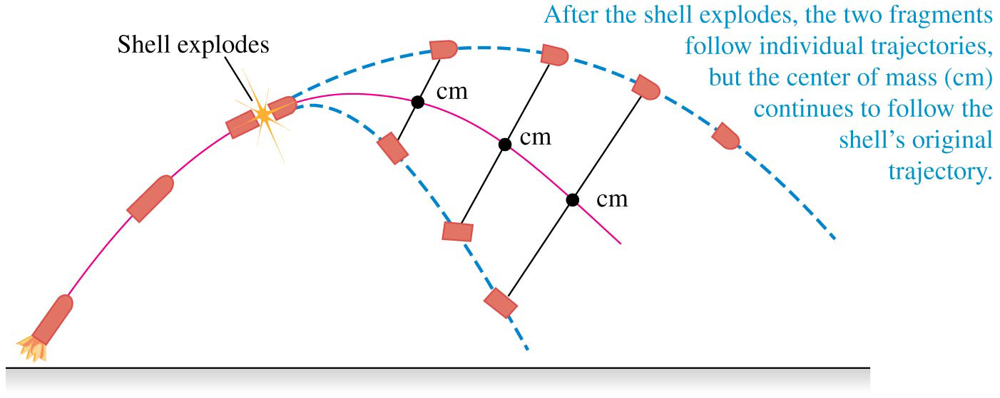 After the shell explodes, the two fragments
follow individual trajectories,
but the center of mass (cm)
continues to follow the
shell’s original
trajectory.
Shell explodes
cm
cm
cm